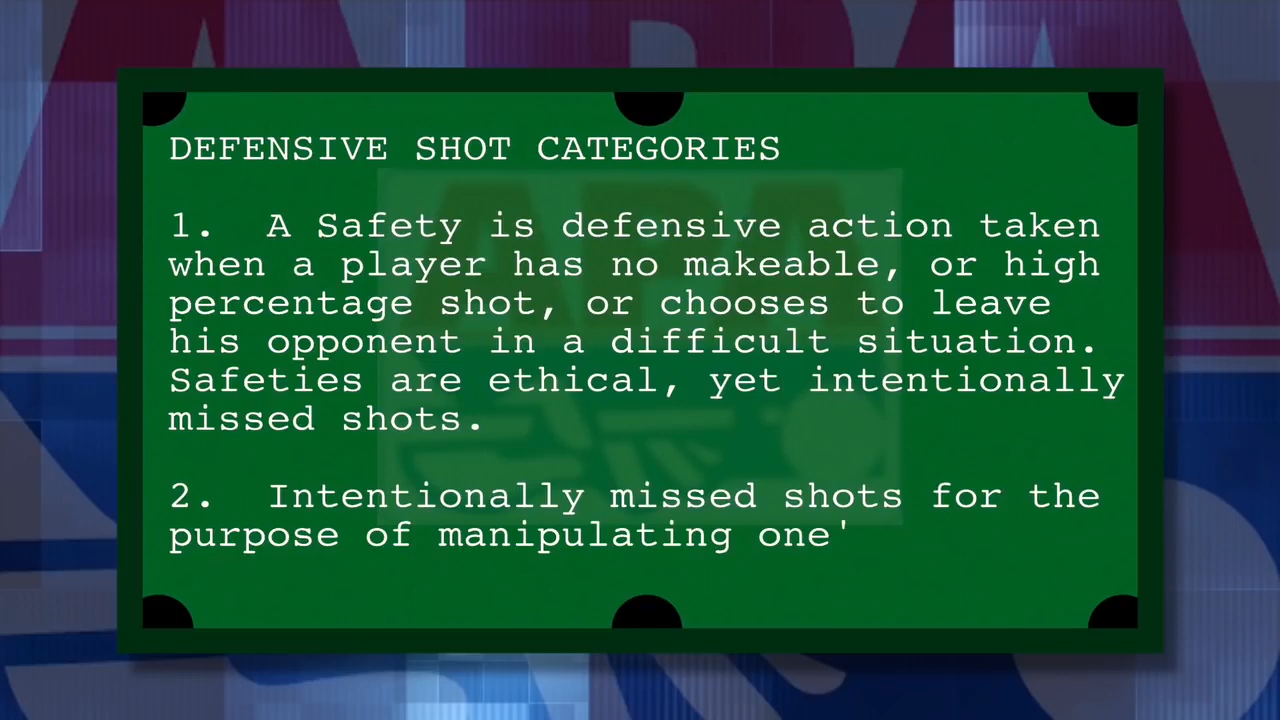 DEFENSIVE SHOT CATEGORIES
1. A Safety is defensive action taken
when a player has no makeable, or high
percentage shot, or chooses to leave
his opponent in a difficult situation.
Safeties are ethical, yet intentionally
missed shots.
2. Intentionally missed shots for the
purpose of manipulating one'
APA